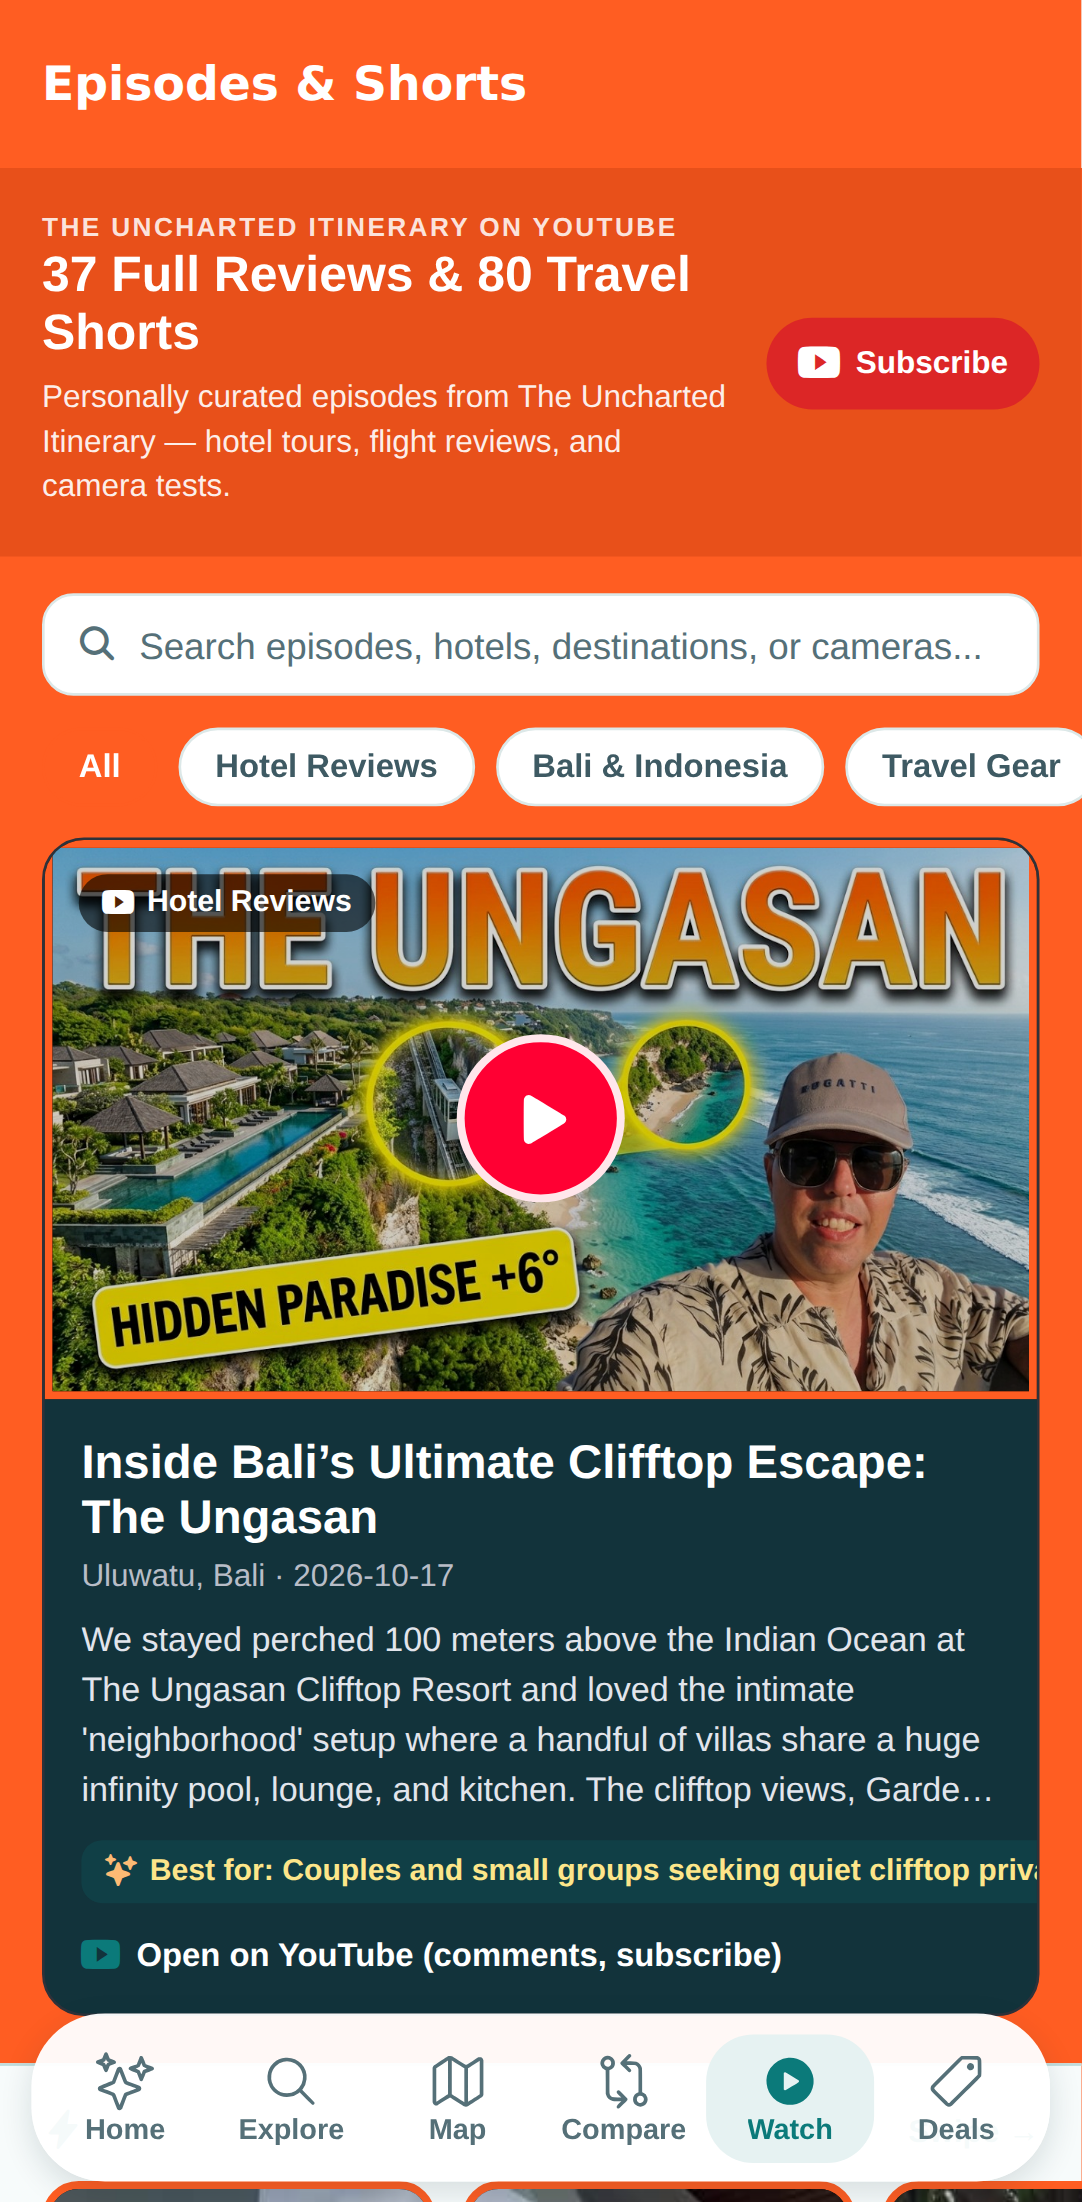 Episodes & Shorts
THE UNCHARTED ITINERARY ON YOUTUBE
37 Full Reviews & 80 Travel
Shorts
Personally curated episodes from The Uncharted
Itinerary — hotel tours, flight reviews, and
camera tests.
Subscribe
Search episodes, hotels, destinations, or cameras...
All
Hotel Reviews
Bali & Indonesia
Travel Gear
THE UNGASAN
Hotel Reviews
BUGATTI
HIDDEN PARADISE +6°
Inside Bali’s Ultimate Clifftop Escape:
The Ungasan
Uluwatu, Bali · 2026-10-17
We stayed perched 100 meters above the Indian Ocean at
The Ungasan Clifftop Resort and loved the intimate
'neighborhood' setup where a handful of villas share a huge
infinity pool, lounge, and kitchen. The clifftop views, Garde…
Best for: Couples and small groups seeking quiet clifftop priva
Open on YouTube (comments, subscribe)
Home
Explore
Map
Compare
Watch
Deals